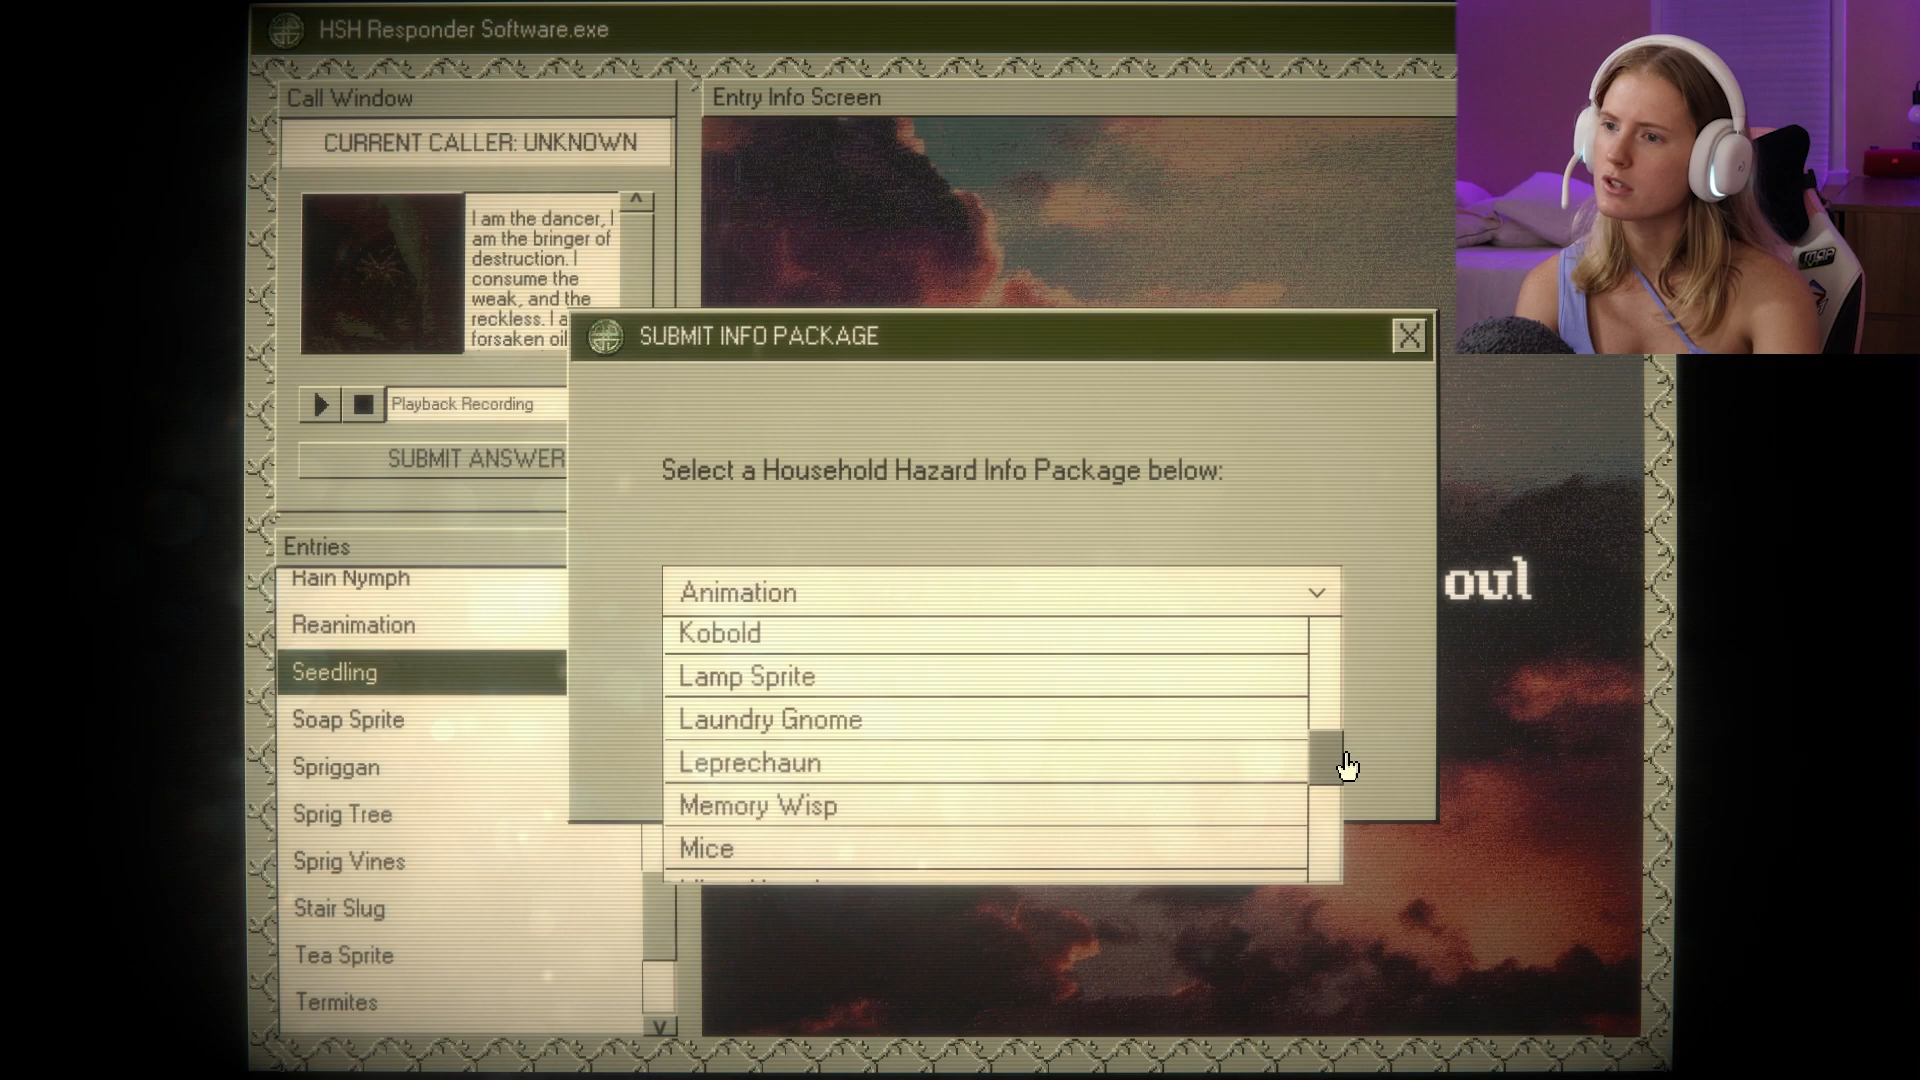 HSH Responder Software.exe
Call Window
CURRENT CALLER: UNKNOWN
I am the dancer, I
am the bringer of
destruction. I
consume the
weak, and the
reckless. I a
forsaken oil
Playback Recording
SUBMIT ANSWER
Entries
Rain Nymph
Reanimation
Seedling
Soap Sprite
Spriggan
Sprig Tree
Sprig Vines
Stair Slug
Tea Sprite
Termites
Entry Info Screen
oul
SUBMIT INFO PACKAGE
Select a Household Hazard Info Package below:
Animation
Kobold
Lamp Sprite
Laundry Gnome
Leprechaun
Memory Wisp
Mice